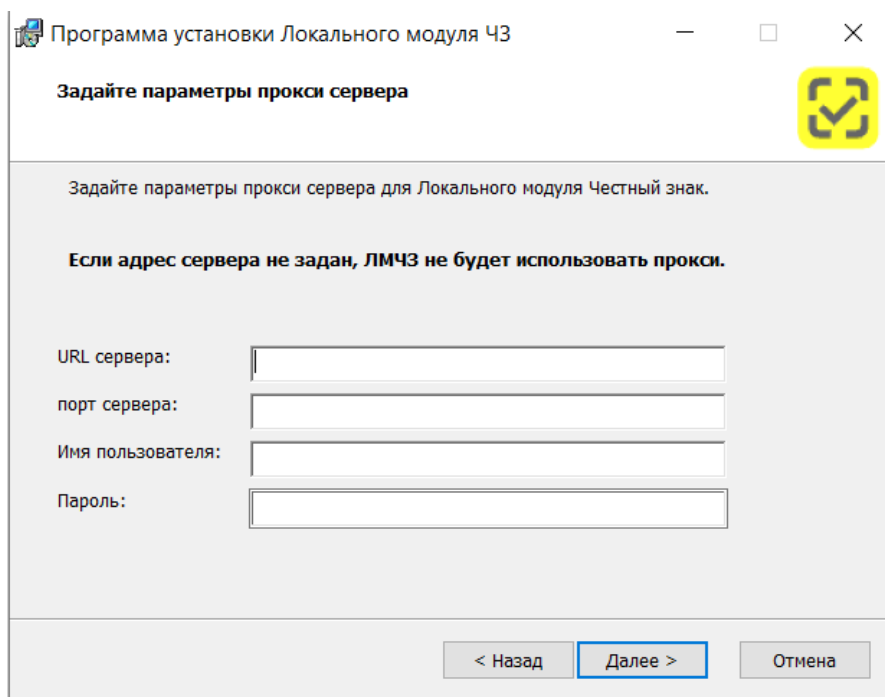 Программа установки Локального модуля ЧЗ
Задайте параметры прокси сервера
Задайте параметры прокси сервера для Локального модуля Честный знак.
Если адрес сервера не задан, ЛМЧЗ не будет использовать прокси.
URL сервера:
порт сервера:
Имя пользователя:
Пароль:
< Назад
Далее >
Отмена